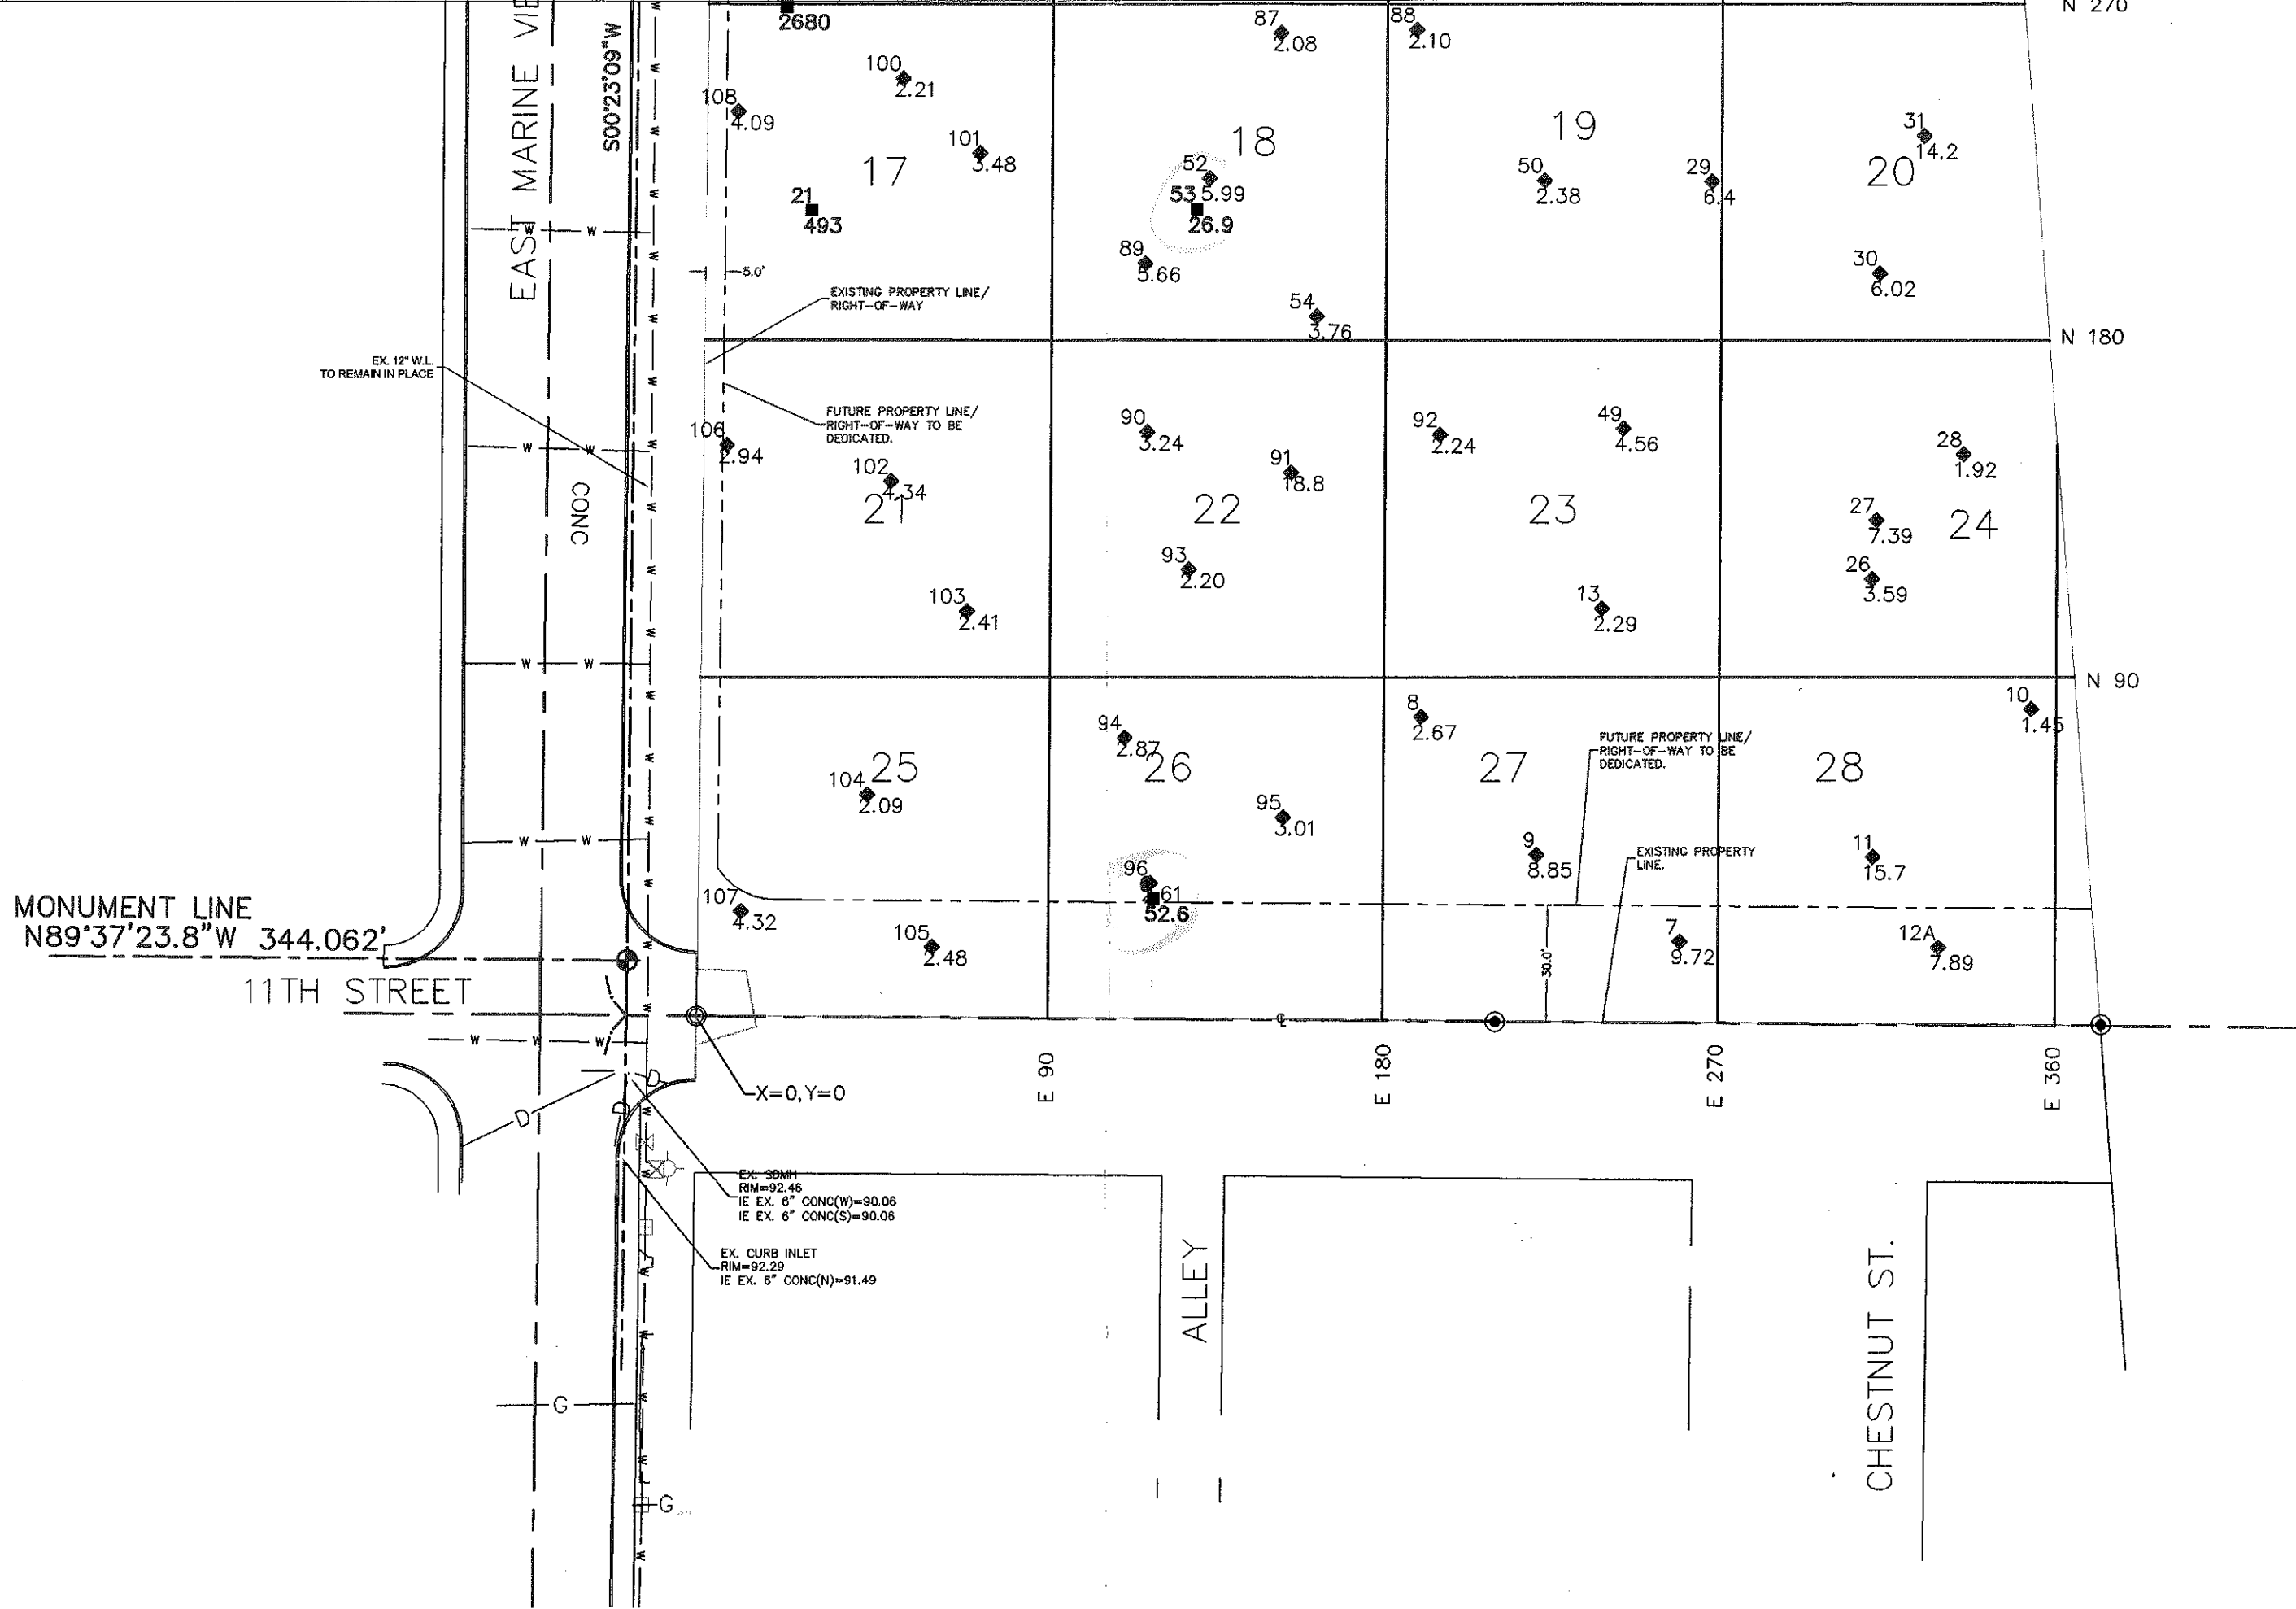 N 270
2680
87
2.08
88
2.10
EAST MARINE VIE
S00°23'09"W
100
2.21
108
4.09
101
3.48
17
18
19
20
31
14.2
52
5.99
53
26.9
50
2.38
29
6.4
21
493
89
5.66
30
6.02
54
3.76
5.0'
EXISTING PROPERTY LINE/
RIGHT-OF-WAY
N 180
EX. 12" W.L.
TO REMAIN IN PLACE
FUTURE PROPERTY LINE/
RIGHT-OF-WAY TO BE
DEDICATED.
106
2.94
102
4.34
90
3.24
91
18.8
92
2.24
49
4.56
28
1.92
CONC
21
22
23
24
27
7.39
26
3.59
93
2.20
103
2.41
13
2.29
N 90
10
1.45
8
2.67
94
2.87
FUTURE PROPERTY LINE/
RIGHT-OF-WAY TO BE
DEDICATED.
25
26
27
28
104
2.09
95
3.01
9
8.85
EXISTING PROPERTY
LINE.
11
15.7
96
61
52.6
107
4.32
105
2.48
7
9.72
12A
7.89
30.0'
MONUMENT LINE
N89°37'23.8"W 344.062'
11TH STREET
X=0,Y=0
E 90
E 180
E 270
E 360
W
D
D
D
EX. SDMH
RIM=92.46
IE EX. 6" CONC(W)=90.06
IE EX. 6" CONC(S)=90.06
EX. CURB INLET
RIM=92.29
IE EX. 6" CONC(N)=91.49
ALLEY
CHESTNUT ST.
G
G